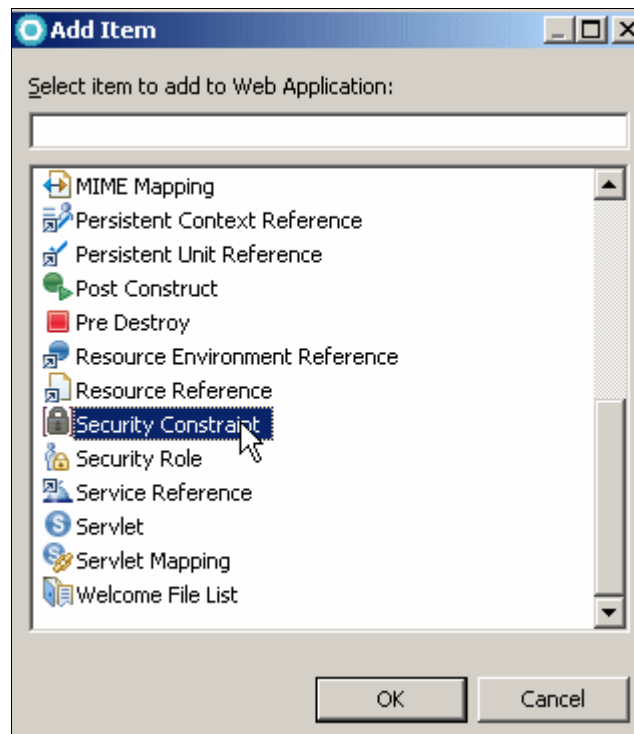 Add Item
Select item to add to Web Application:
MIME Mapping
Persistent Context Reference
Persistent Unit Reference
Post Construct
Pre Destroy
Resource Environment Reference
Resource Reference
Security Constraint
Security Role
Service Reference
Servlet
Servlet Mapping
Welcome File List
OK
Cancel